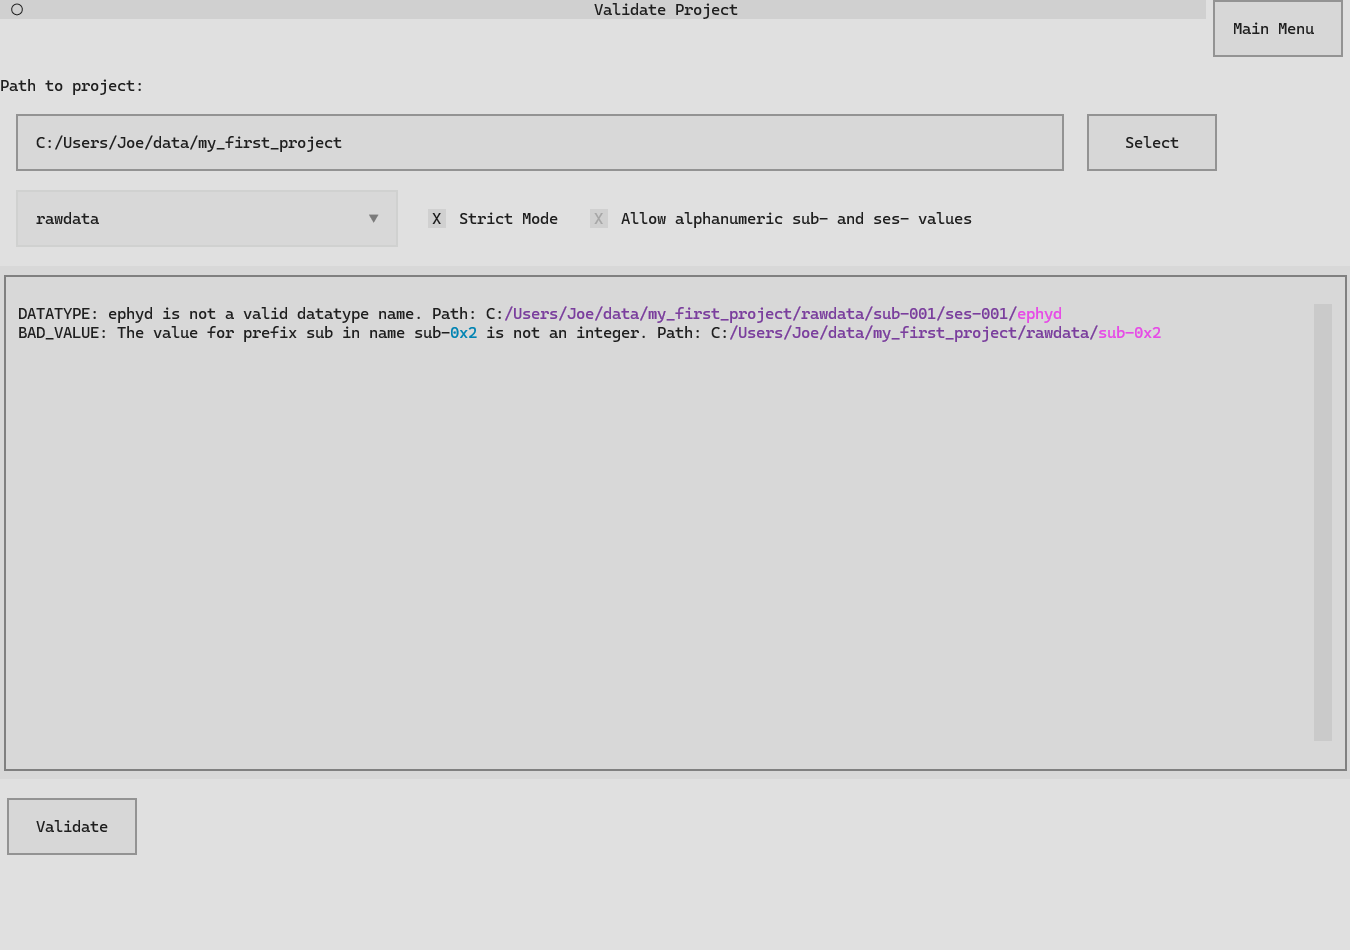 Validate Project
Main Menu
Path to project:
C:/Users/Joe/data/my_first_project
Select
rawdata ▼ X Strict Mode X Allow alphanumeric sub- and ses- values
DATATYPE: ephyd is not a valid datatype name. Path: C:/Users/Joe/data/my_first_project/rawdata/sub-001/ses-001/ephyd
BAD_VALUE: The value for prefix sub in name sub-0x2 is not an integer. Path: C:/Users/Joe/data/my_first_project/rawdata/sub-0x2
Validate